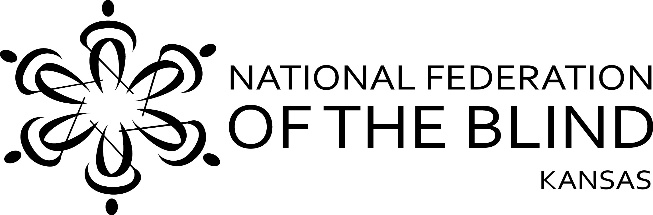 NATIONAL FEDERATION
OF THE BLIND
KANSAS